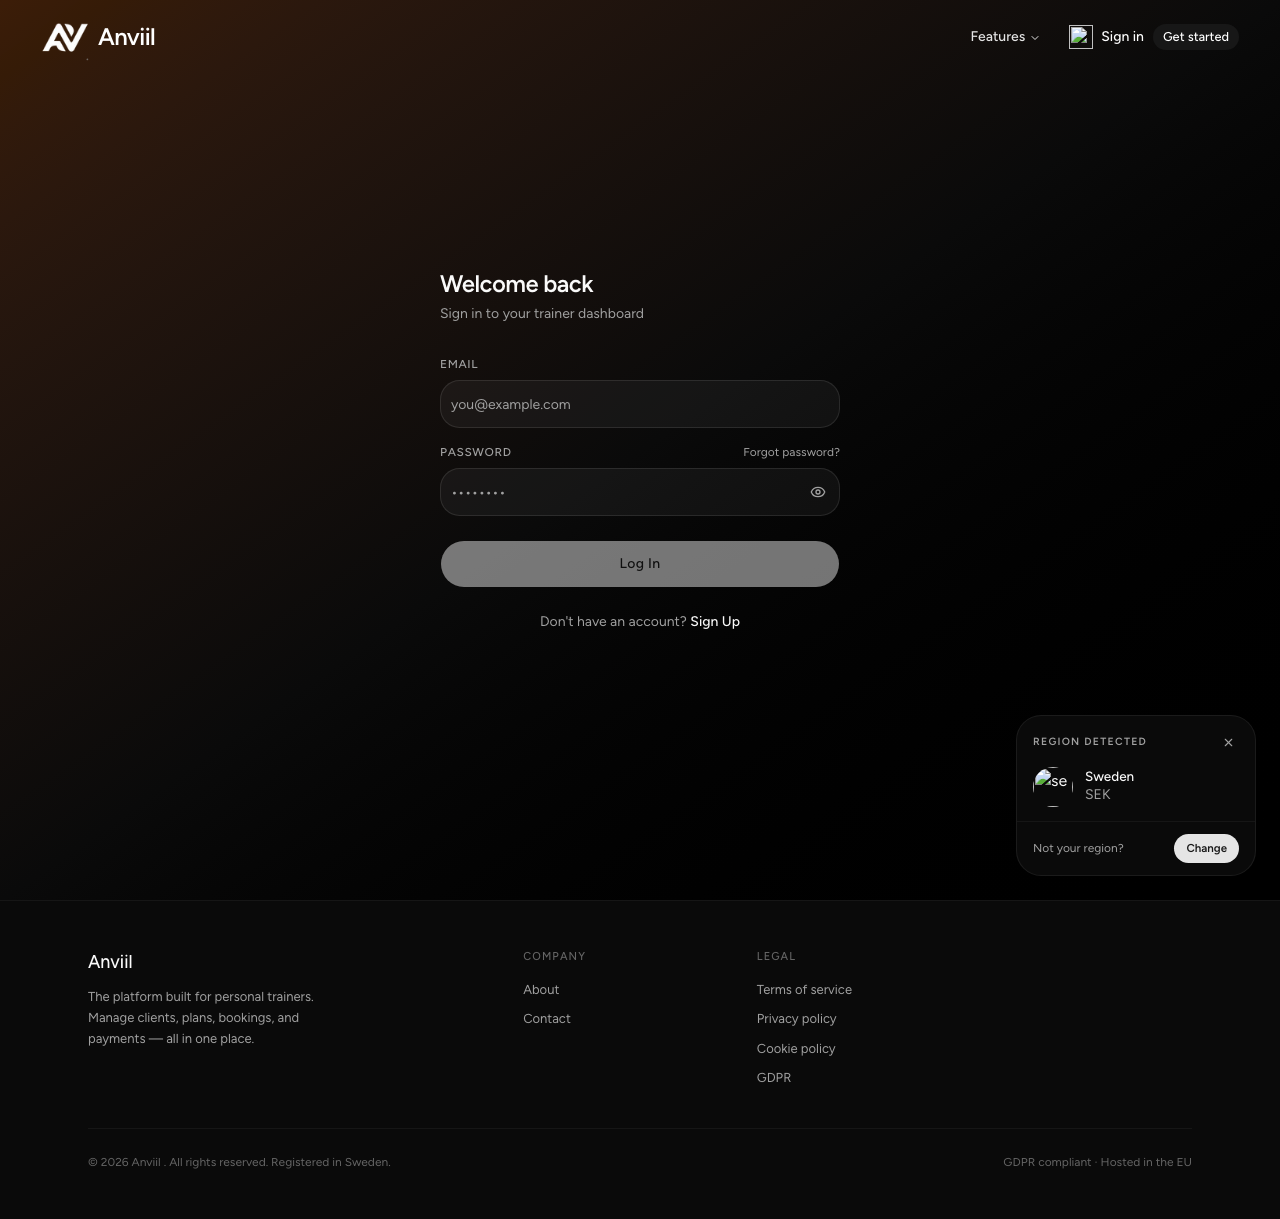 Anviil
Features
Sign in
Get started
Welcome back
Sign in to your trainer dashboard
EMAIL
you@example.com
PASSWORD
Forgot password?
••••••••
Log In
Don't have an account? Sign Up
REGION DETECTED
se
Sweden
SEK
Not your region?
Change
Anviil
The platform built for personal trainers.
Manage clients, plans, bookings, and
payments — all in one place.
COMPANY
About
Contact
LEGAL
Terms of service
Privacy policy
Cookie policy
GDPR
© 2026 Anviil . All rights reserved. Registered in Sweden.
GDPR compliant · Hosted in the EU